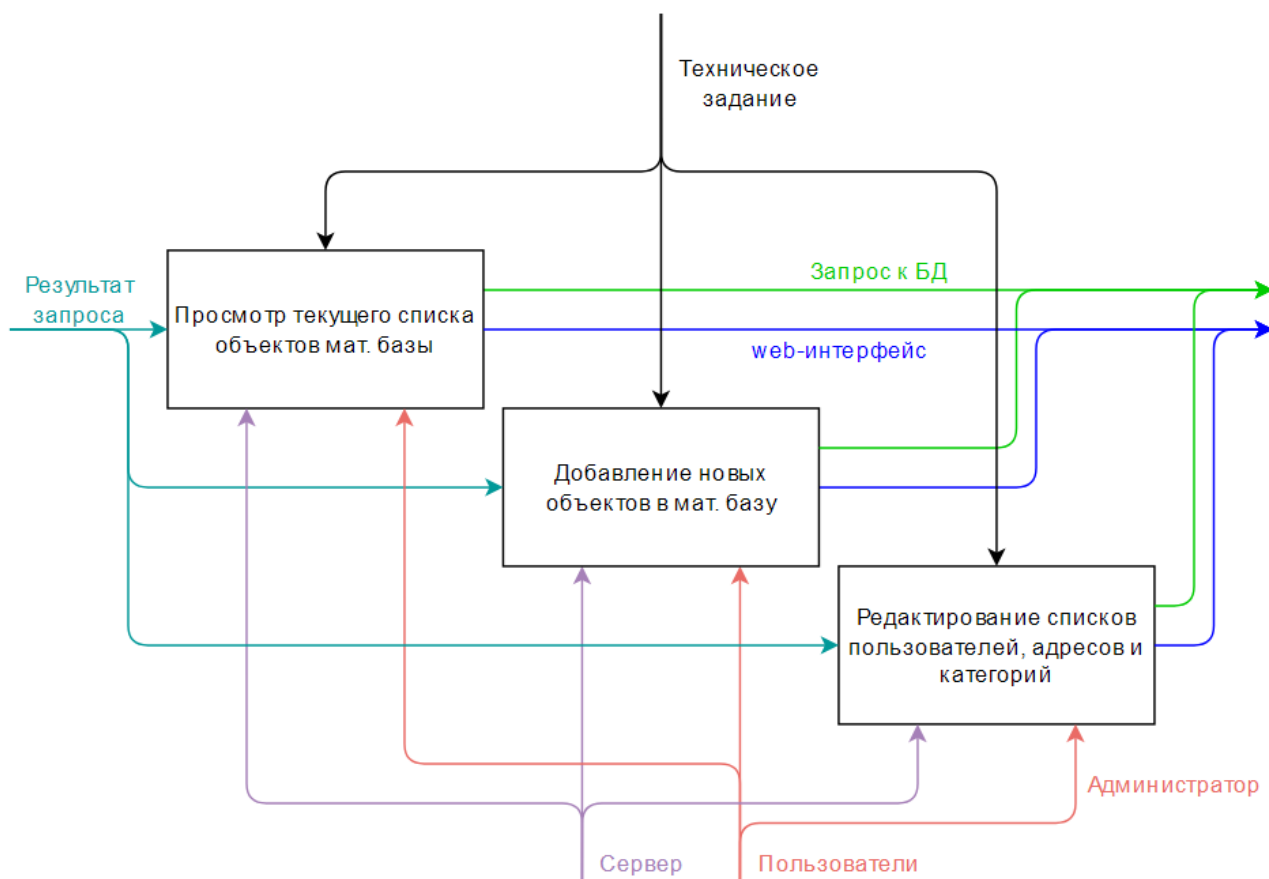 Техническое
задание
Запрос к БД
Результат
запроса
Просмотр текущего списка
объектов мат. базы
web-интерфейс
Добавление новых
объектов в мат. базу
Редактирование списков
пользователей, адресов и
категорий
Администратор
Сервер
Пользователи